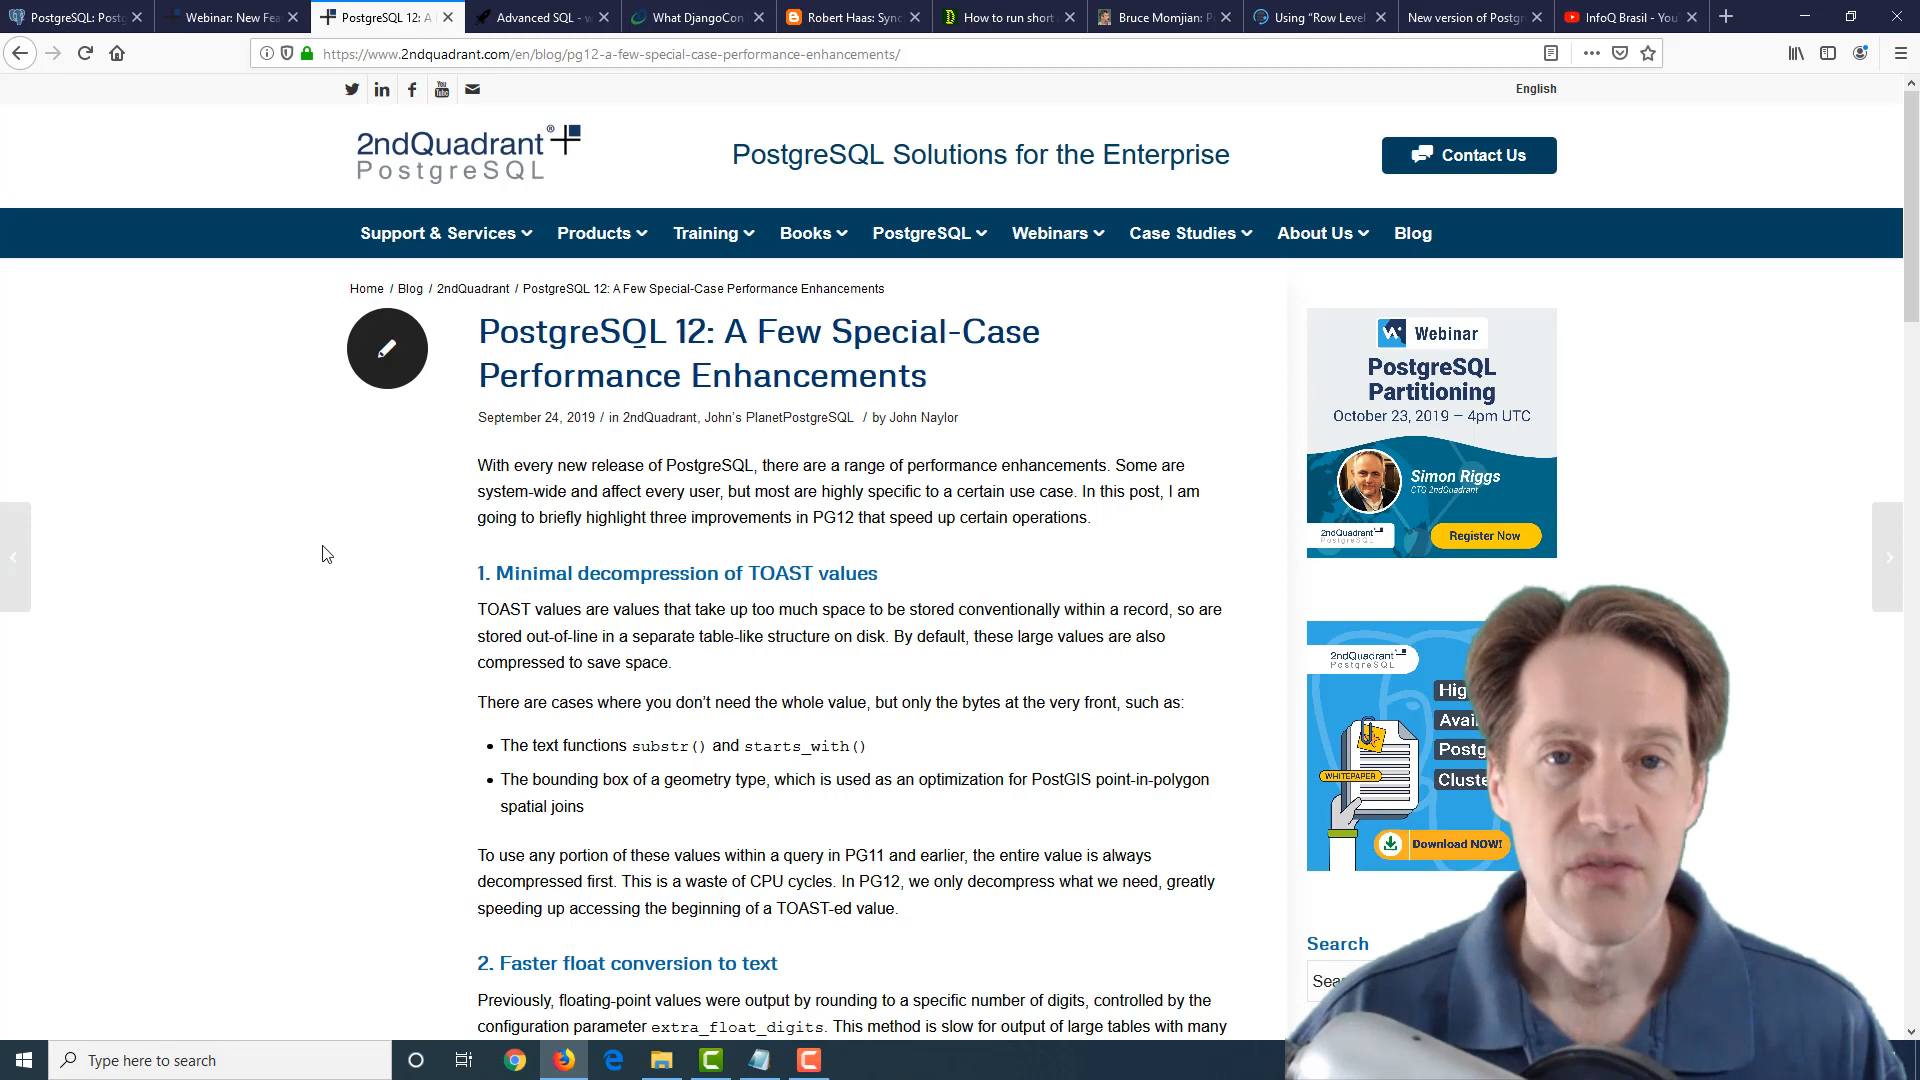 PostgreSQL: Postg
Webinar: New Fea
PostgreSQL 12: A
Advanced SQL - w
What DjangoCon
Robert Haas: Sync
How to run short
Bruce Momjian: P
Using "Row Level
New version of Postgr
InfoQ Brasil - You
https://www.2ndquadrant.com/en/blog/pg12-a-few-special-case-performance-enhancements/
English
2ndQuadrant®
PostgreSQL
PostgreSQL Solutions for the Enterprise
Contact Us
Support & Services
Products
Training
Books
PostgreSQL
Webinars
Case Studies
About Us
Blog
Home / Blog / 2ndQuadrant / PostgreSQL 12: A Few Special-Case Performance Enhancements
PostgreSQL 12: A Few Special-Case
Performance Enhancements
September 24, 2019 / in 2ndQuadrant, John's PlanetPostgreSQL / by John Naylor
With every new release of PostgreSQL, there are a range of performance enhancements. Some are
system-wide and affect every user, but most are highly specific to a certain use case. In this post, I am
going to briefly highlight three improvements in PG12 that speed up certain operations.
1. Minimal decompression of TOAST values
TOAST values are values that take up too much space to be stored conventionally within a record, so are
stored out-of-line in a separate table-like structure on disk. By default, these large values are also
compressed to save space.
There are cases where you don't need the whole value, but only the bytes at the very front, such as:
• The text functions substr() and starts_with()
• The bounding box of a geometry type, which is used as an optimization for PostGIS point-in-polygon
spatial joins
To use any portion of these values within a query in PG11 and earlier, the entire value is always
decompressed first. This is a waste of CPU cycles. In PG12, we only decompress what we need, greatly
speeding up accessing the beginning of a TOAST-ed value.
2. Faster float conversion to text
Previously, floating-point values were output by rounding to a specific number of digits, controlled by the
configuration parameter extra_float_digits. This method is slow for output of large tables with many
Webinar
PostgreSQL
Partitioning
October 23, 2019 – 4pm UTC
Simon Riggs
CTO 2ndQuadrant
2ndQuadrant
PostgreSQL
Register Now
2ndQuadrant
PostgreSQL
Hig
Avai
Postg
Cluste
WHITEPAPER
Download NOW!
Search
Sea
Type here to search